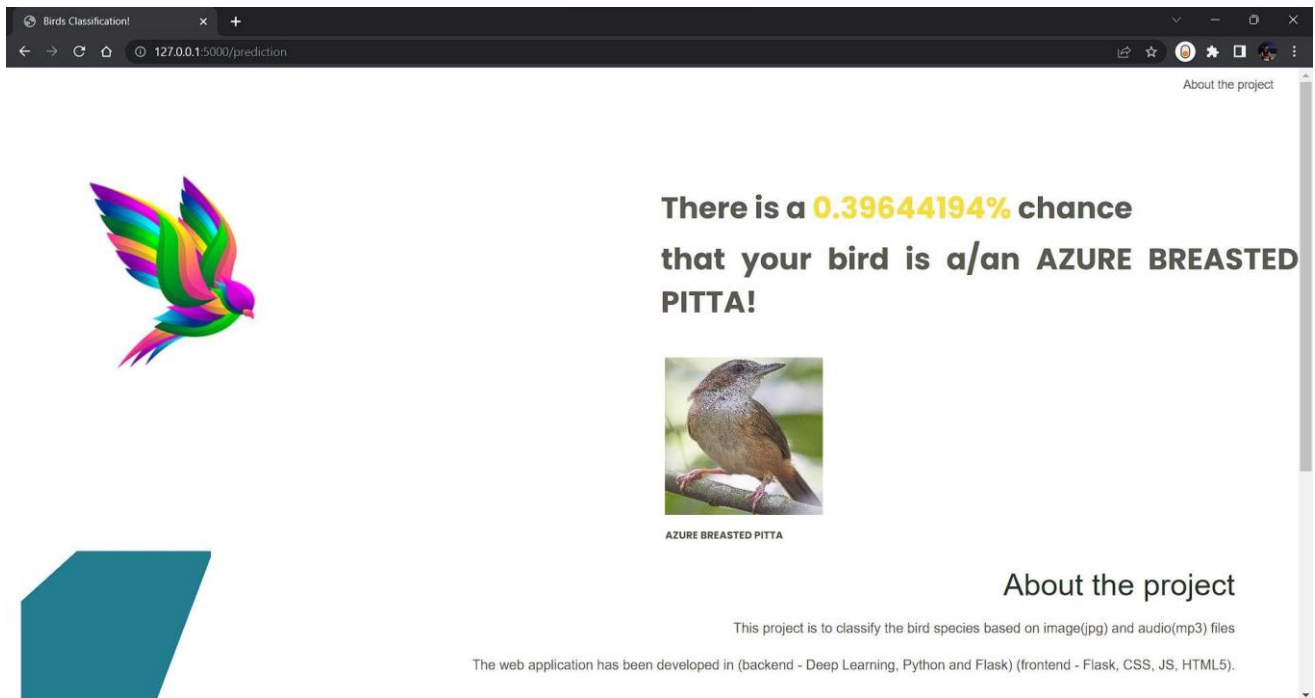 Birds Classification!
127.0.0.1:5000/prediction
About the project
There is a 0.39644194% chance
that your bird is a/an AZURE BREASTED
PITTA!
AZURE BREASTED PITTA
About the project
This project is to classify the bird species based on image(jpg) and audio(mp3) files
The web application has been developed in (backend - Deep Learning, Python and Flask) (frontend - Flask, CSS, JS, HTML5).